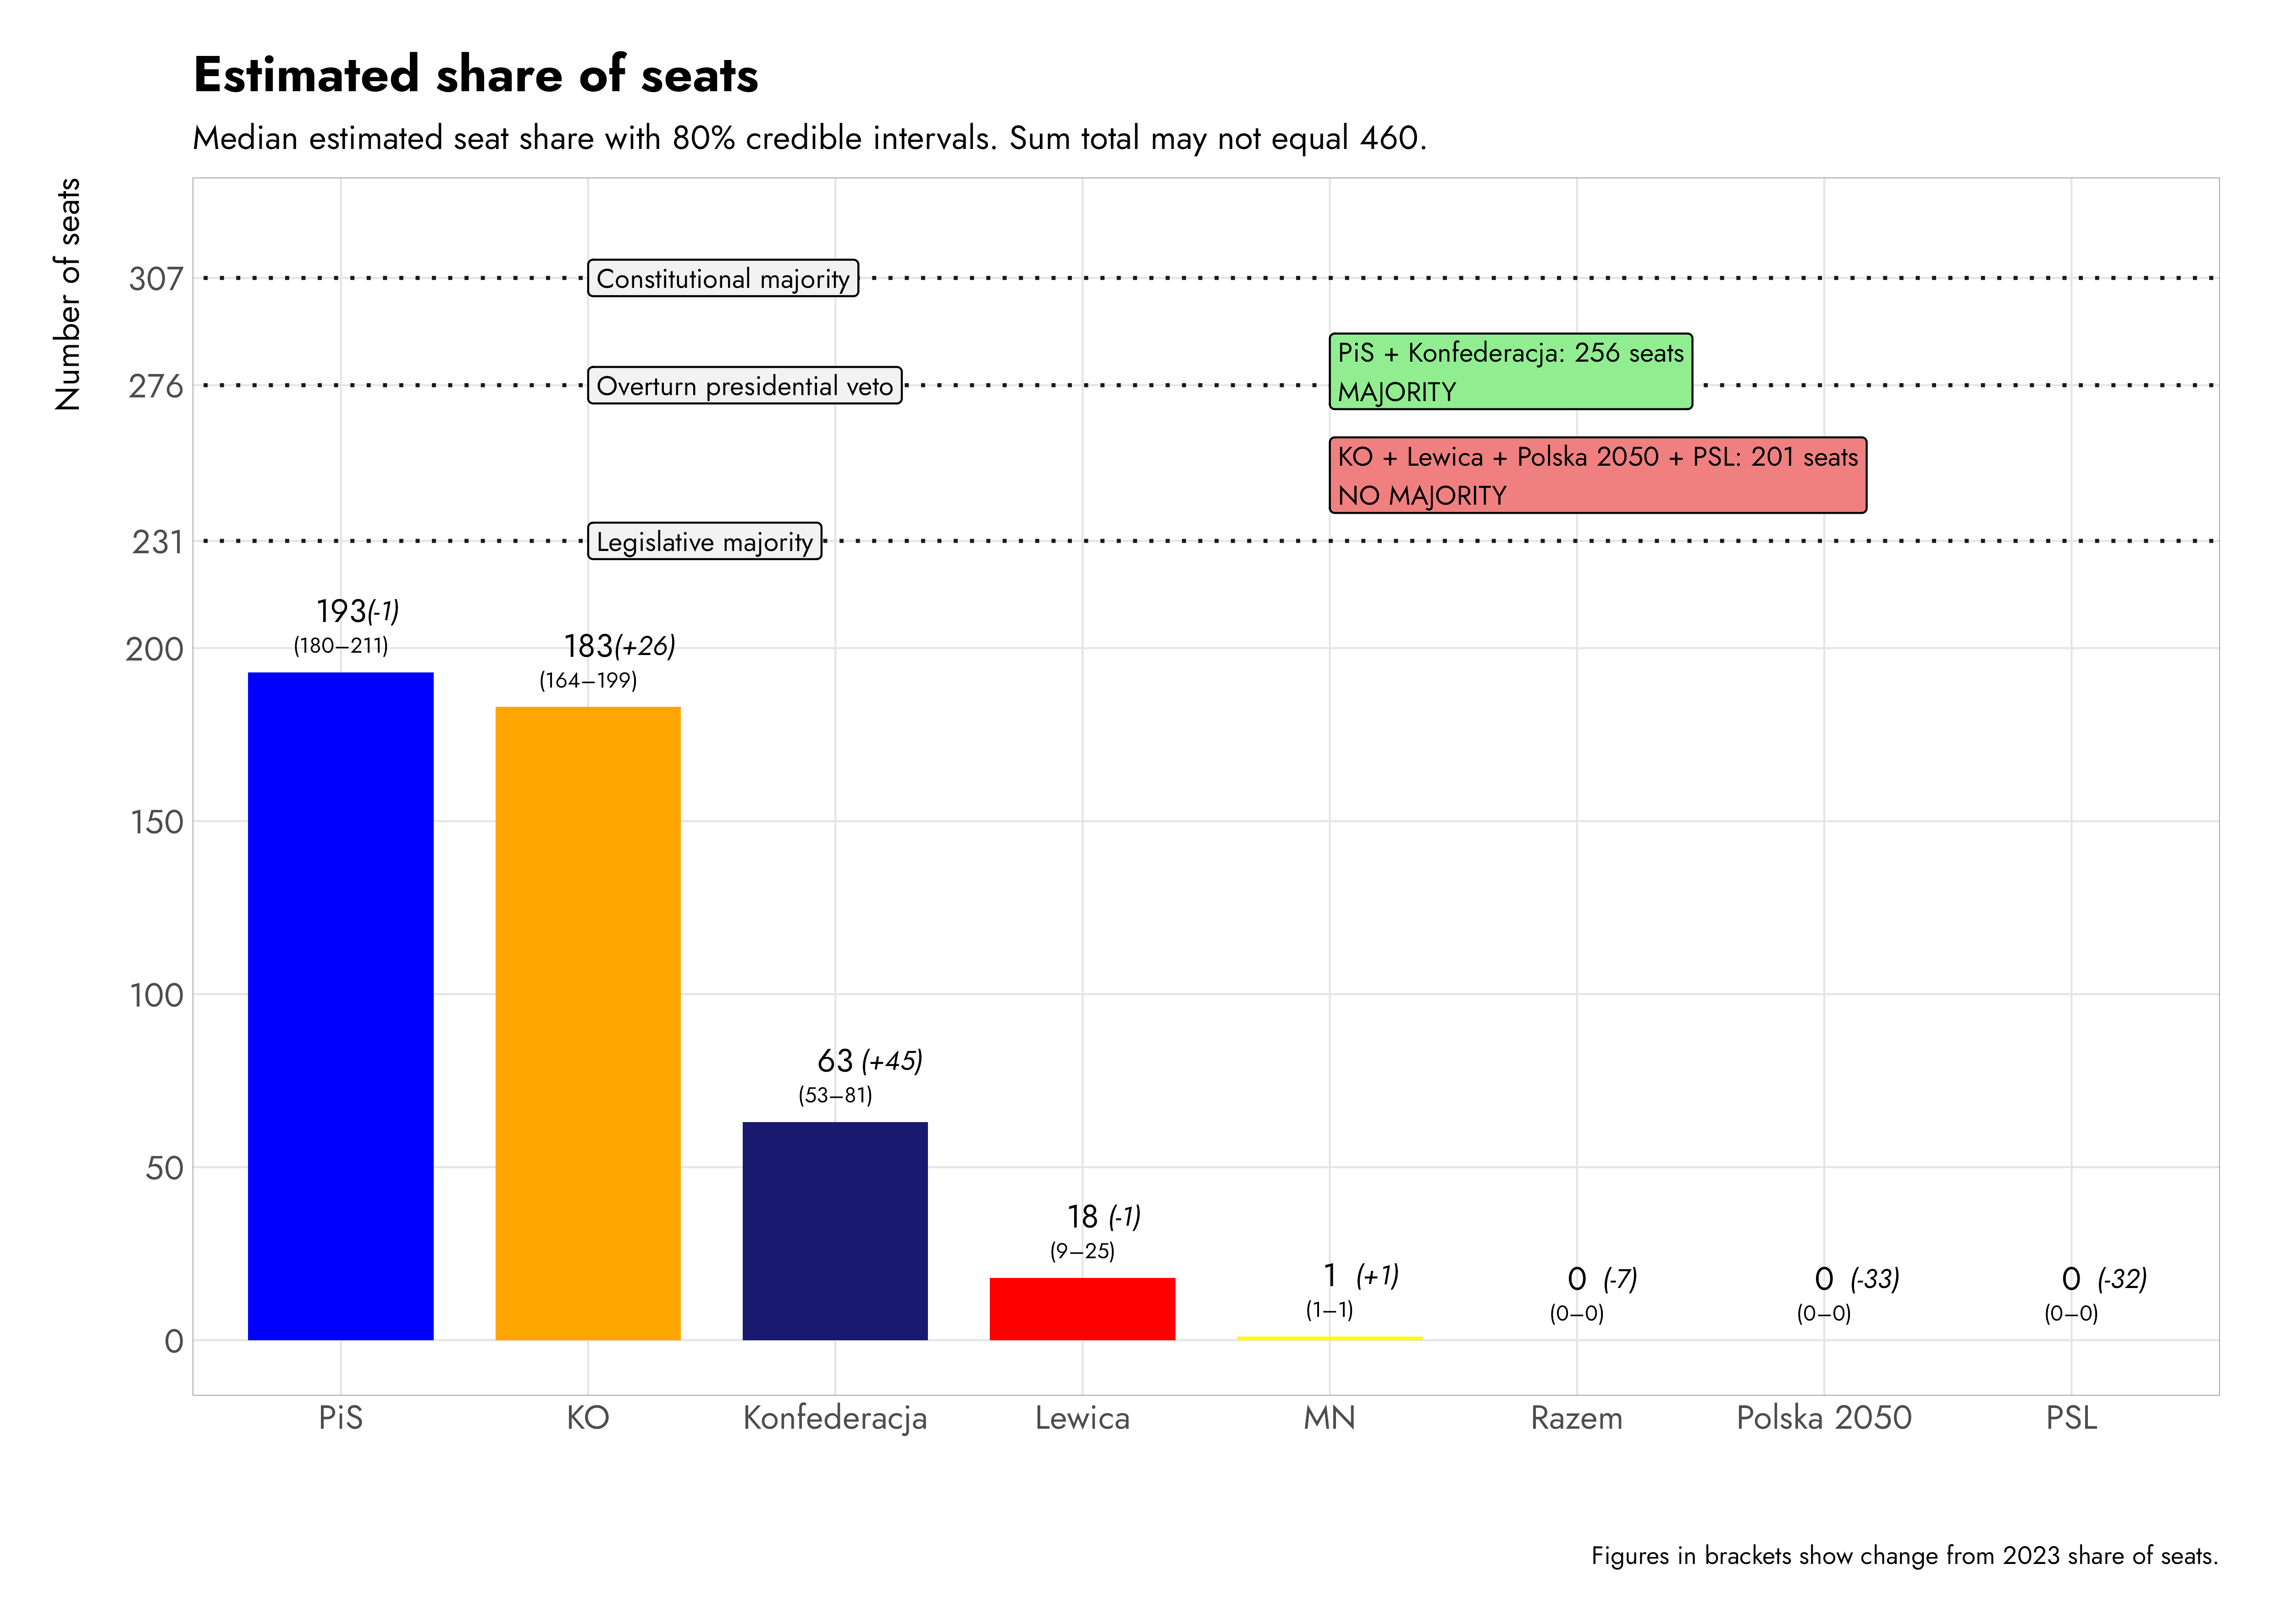 Estimated share of seats
Median estimated seat share with 80% credible intervals. Sum total may not equal 460.
Number of seats
307
Constitutional majority
PiS + Konfederacja: 256 seats
MAJORITY
276
Overturn presidential veto
KO + Lewica + Polska 2050 + PSL: 201 seats
NO MAJORITY
231
Legislative majority
193(-1)
(180–211)
183(+26)
(164–199)
200
150
100
63 (+45)
(53–81)
50
18 (-1)
(9–25)
1 (+1)
(1–1)
0 (-7)
(0–0)
0 (-33)
(0–0)
0 (-32)
(0–0)
0
PiS KO Konfederacja Lewica MN Razem Polska 2050 PSL
Figures in brackets show change from 2023 share of seats.